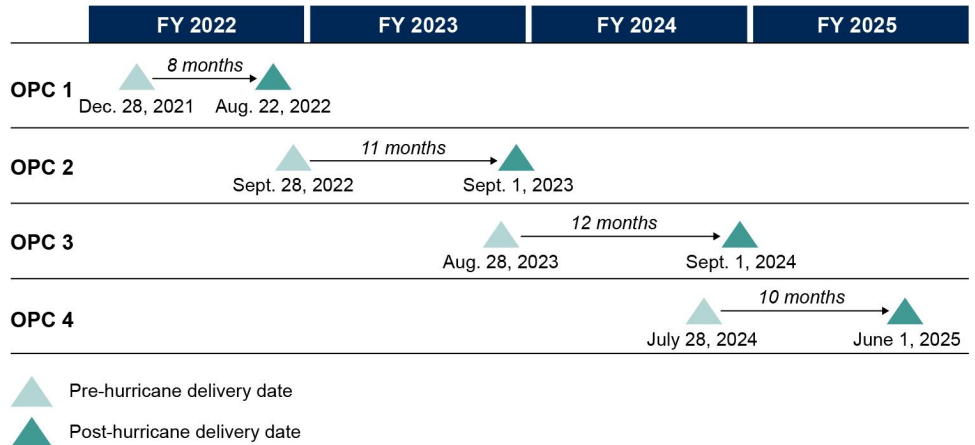 FY 2022 FY 2023 FY 2024 FY 2025
OPC 1
8 months
Dec. 28, 2021 Aug. 22, 2022
OPC 2
11 months
Sept. 28, 2022 Sept. 1, 2023
OPC 3
12 months
Aug. 28, 2023 Sept. 1, 2024
OPC 4
10 months
July 28, 2024 June 1, 2025
Pre-hurricane delivery date
Post-hurricane delivery date